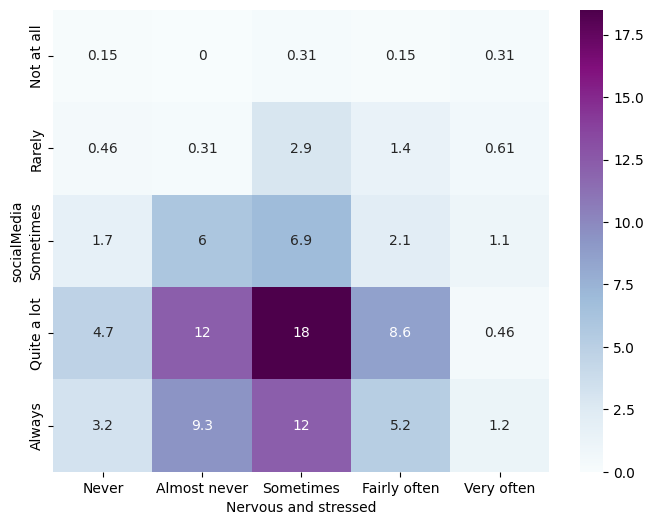 Not at all 0.15 0 0.31 0.15 0.31
Rarely 0.46 0.31 2.9 1.4 0.61
socialMedia
Sometimes 1.7 6 6.9 2.1 1.1
Quite a lot 4.7 12 18 8.6 0.46
Always 3.2 9.3 12 5.2 1.2
Never Almost never Sometimes Fairly often Very often
Nervous and stressed
17.5
15.0
12.5
10.0
7.5
5.0
2.5
0.0